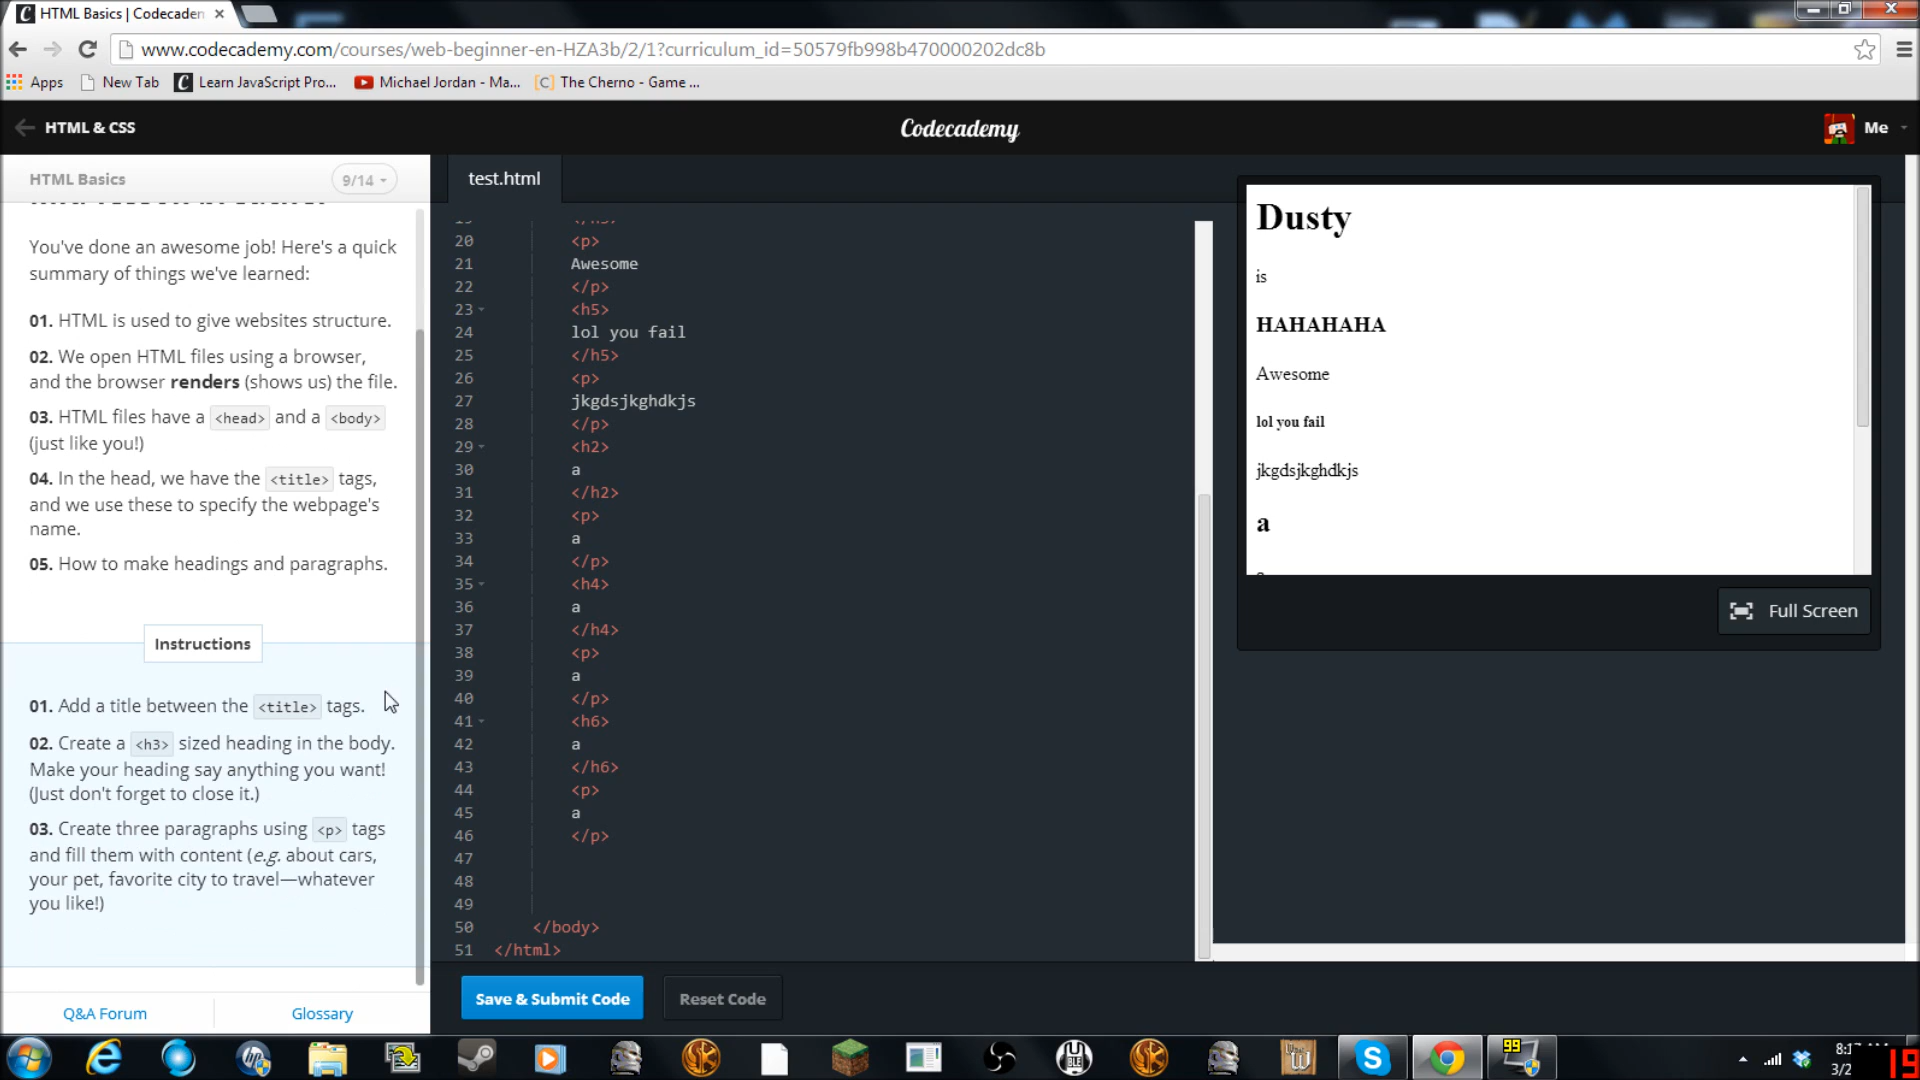 HTML Basics | Codecaden
www.codecademy.com/courses/web-beginner-en-HZA3b/2/1?curriculum_id=50579fb998b470000202dc8b
Apps New Tab Learn JavaScript Pro... Michael Jordan - Ma... The Cherno - Game ...
HTML & CSS
Codecademy
Me
HTML Basics
9/14
You've done an awesome job! Here's a quick
summary of things we've learned:
01. HTML is used to give websites structure.
02. We open HTML files using a browser,
and the browser renders (shows us) the file.
03. HTML files have a <head> and a <body>
(just like you!)
04. In the head, we have the <title> tags,
and we use these to specify the webpage's
name.
05. How to make headings and paragraphs.
Instructions
01. Add a title between the <title> tags.
02. Create a <h3> sized heading in the body.
Make your heading say anything you want!
(Just don't forget to close it.)
03. Create three paragraphs using <p> tags
and fill them with content (e.g. about cars,
your pet, favorite city to travel—whatever
you like!)
Q&A Forum
Glossary
test.html
20 <p>
21 Awesome
22 </p>
23 <h5>
24 lol you fail
25 </h5>
26 <p>
27 jkgdsjkghdkjs
28 </p>
29 <h2>
30 a
31 </h2>
32 <p>
33 a
34 </p>
35 <h4>
36 a
37 </h4>
38 <p>
39 a
40 </p>
41 <h6>
42 a
43 </h6>
44 <p>
45 a
46 </p>
47
48
49
50 </body>
51 </html>
Save & Submit Code
Reset Code
Dusty
is
HAHAHAHA
Awesome
lol you fail
jkgdsjkghdkjs
a
Full Screen
99
19